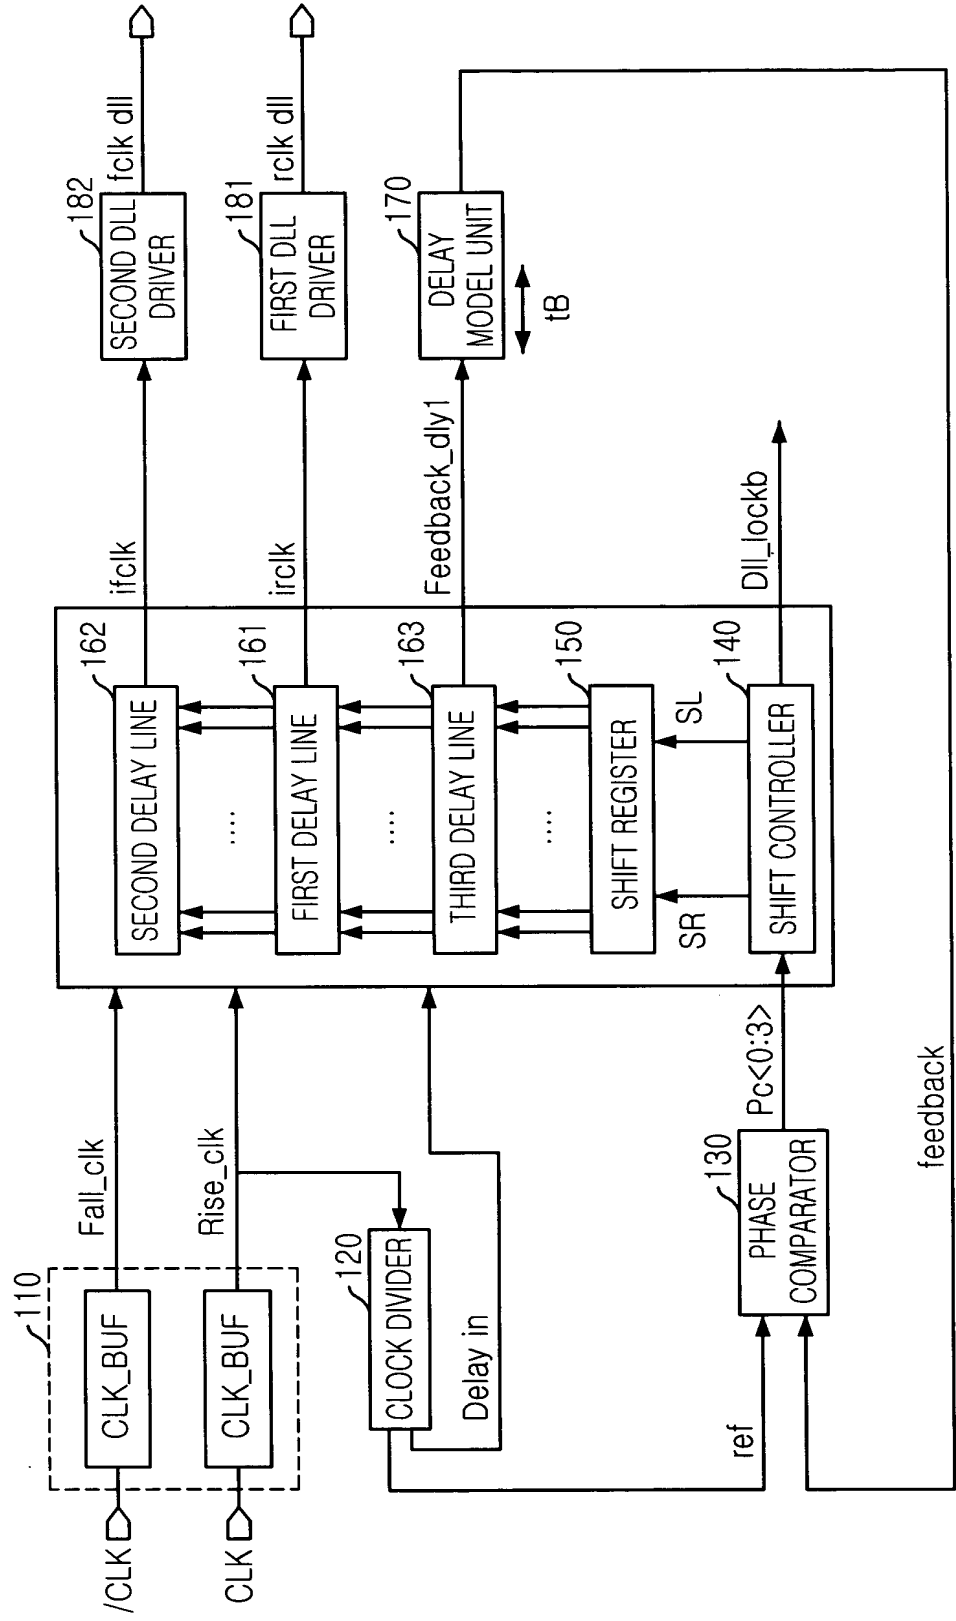 /CLK
CLK
110
CLK_BUF
CLK_BUF
Fall_clk
Rise_clk
120
CLOCK DIVIDER
Delay in
ref
130
PHASE
COMPARATOR
Pc<0:3>
162
SECOND DELAY LINE
....
161
FIRST DELAY LINE
....
163
THIRD DELAY LINE
....
150
SHIFT REGISTER
SR
SL
140
SHIFT CONTROLLER
ifclk
irclk
Feedback_dly1
Dll_lockb
182
SECOND DLL
DRIVER
fclk dll
181
FIRST DLL
DRIVER
rclk dll
170
DELAY
MODEL UNIT
tB
feedback